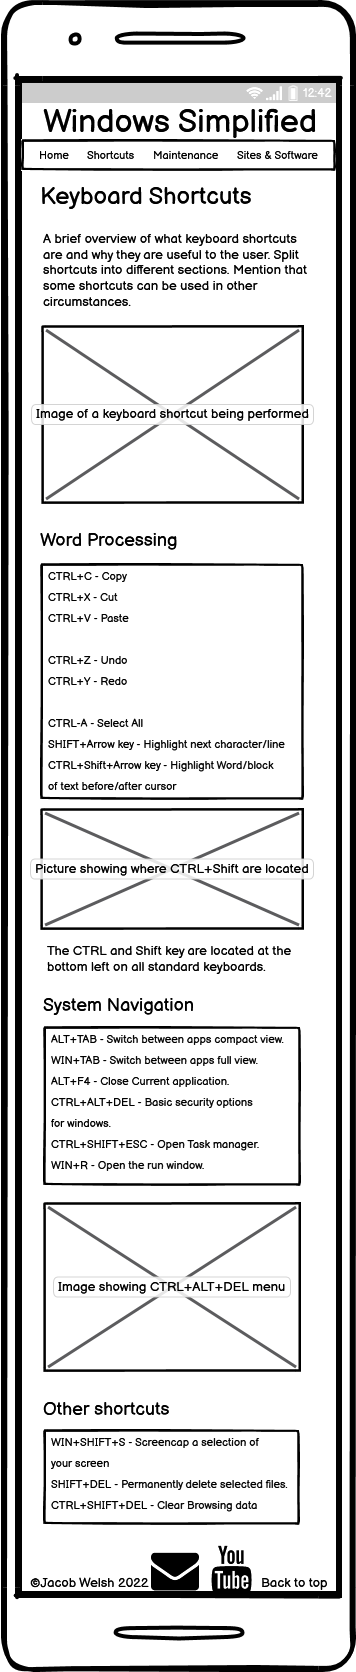 12:42
Windows Simplified
Home Shortcuts Maintenance Sites & Software
Keyboard Shortcuts
A brief overview of what keyboard shortcuts
are and why they are useful to the user. Split
shortcuts into different sections. Mention that
some shortcuts can be used in other
circumstances.
Image of a keyboard shortcut being performed
Word Processing
CTRL+C - Copy
CTRL+X - Cut
CTRL+V - Paste
CTRL+Z - Undo
CTRL+Y - Redo
CTRL-A - Select All
SHIFT+Arrow key - Highlight next character/line
CTRL+Shift+Arrow key - Highlight Word/block
of text before/after cursor
Picture showing where CTRL+Shift are located
The CTRL and Shift key are located at the
bottom left on all standard keyboards.
System Navigation
ALT+TAB - Switch between apps compact view.
WIN+TAB - Switch between apps full view.
ALT+F4 - Close Current application.
CTRL+ALT+DEL - Basic security options
for windows.
CTRL+SHIFT+ESC - Open Task manager.
WIN+R - Open the run window.
Image showing CTRL+ALT+DEL menu
Other shortcuts
WIN+SHIFT+S - Screencap a selection of
your screen
SHIFT+DEL - Permanently delete selected files.
CTRL+SHIFT+DEL - Clear Browsing data
You
Tube
©Jacob Welsh 2022 Back to top